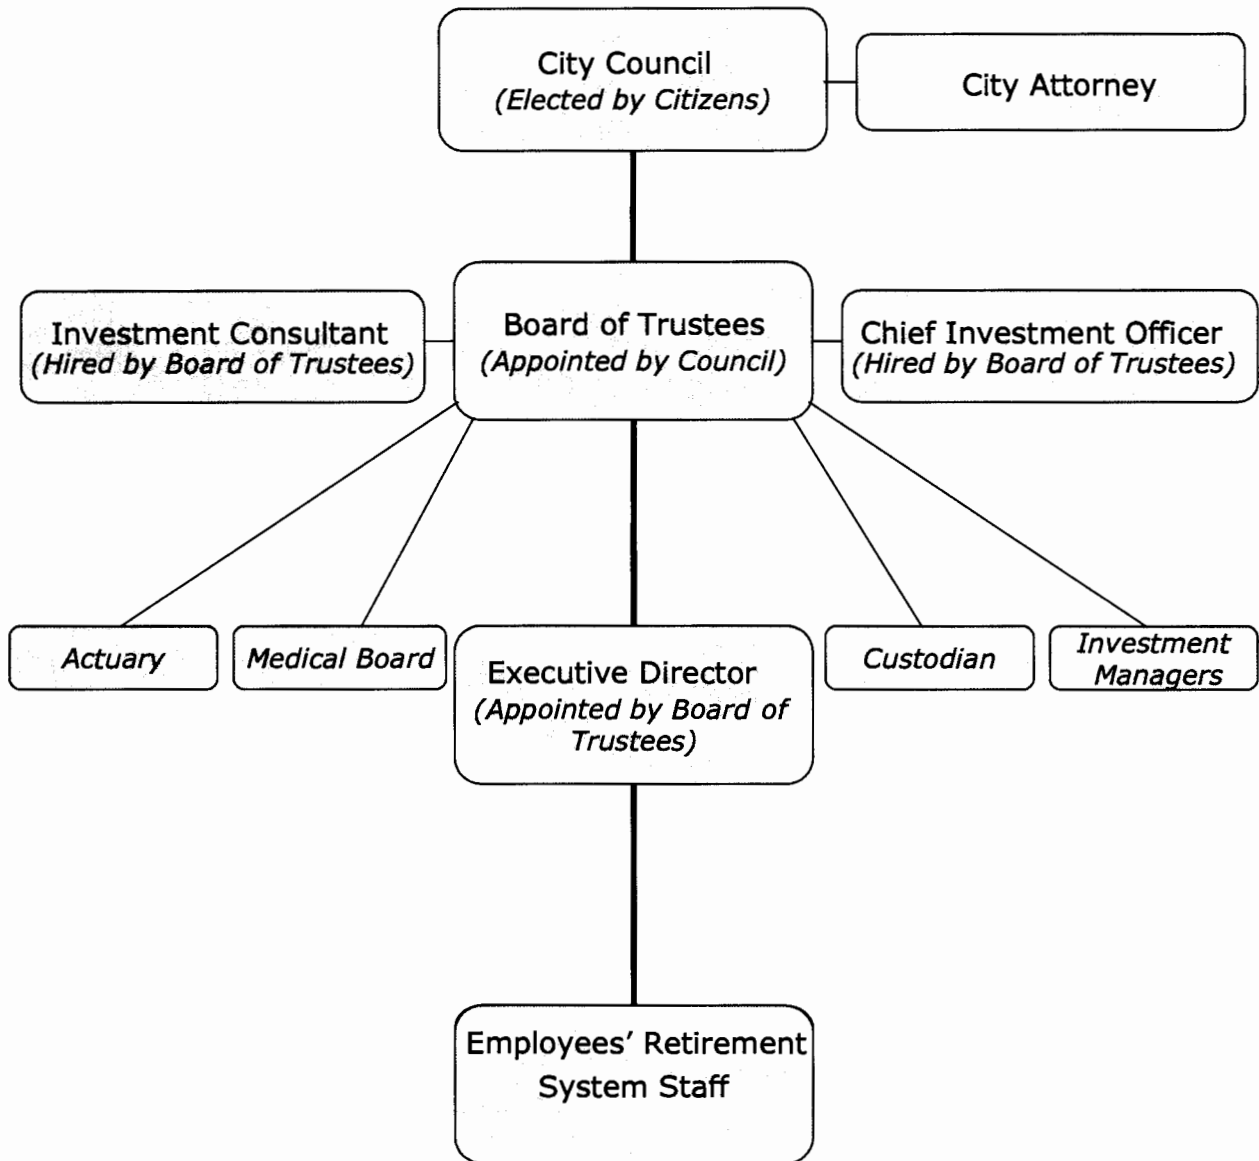 City Council
(Elected by Citizens)
City Attorney
Investment Consultant
(Hired by Board of Trustees)
Board of Trustees
(Appointed by Council)
Chief Investment Officer
(Hired by Board of Trustees)
Actuary
Medical Board
Executive Director
(Appointed by Board of
Trustees)
Custodian
Investment
Managers
Employees’ Retirement
System Staff